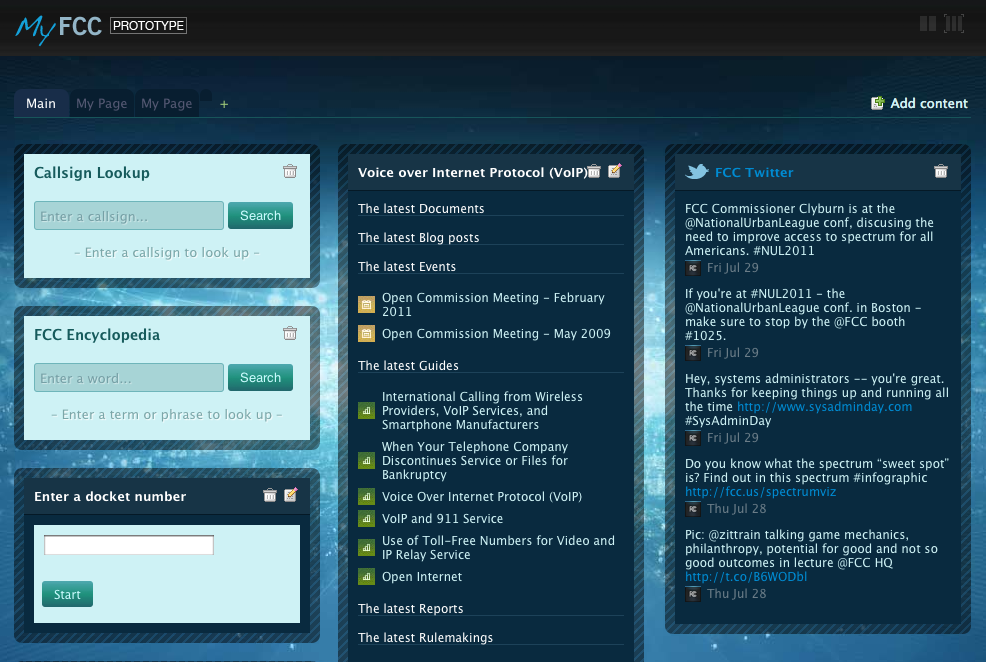 My FCC PROTOTYPE
Main
My Page
My Page
+
Add content
Callsign Lookup
Enter a callsign...
Search
– Enter a callsign to look up –
FCC Encyclopedia
Enter a word...
Search
– Enter a term or phrase to look up –
Enter a docket number
Start
Voice over Internet Protocol (VoIP)
The latest Documents
The latest Blog posts
The latest Events
Open Commission Meeting – February
2011
Open Commission Meeting – May 2009
The latest Guides
International Calling from Wireless
Providers, VoIP Services, and
Smartphone Manufacturers
When Your Telephone Company
Discontinues Service or Files for
Bankruptcy
Voice Over Internet Protocol (VoIP)
VoIP and 911 Service
Use of Toll-Free Numbers for Video and
IP Relay Service
Open Internet
The latest Reports
The latest Rulemakings
FCC Twitter
FCC Commissioner Clyburn is at the
@NationalUrbanLeague conf, discusing the
need to improve access to spectrum for all
Americans. #NUL2011
Fri Jul 29
If you're at #NUL2011 – the
@NationalUrbanLeague conf. in Boston –
make sure to stop by the @FCC booth
#1025.
Fri Jul 29
Hey, systems administrators -- you're great.
Thanks for keeping things up and running all
the time http://www.sysadminday.com
#SysAdminDay
Fri Jul 29
Do you know what the spectrum “sweet spot”
is? Find out in this spectrum #infographic
http://fcc.us/spectrumviz
Thu Jul 28
Pic: @zittrain talking game mechanics,
philanthropy, potential for good and not so
good outcomes in lecture @FCC HQ
http://t.co/B6WODbl
Thu Jul 28